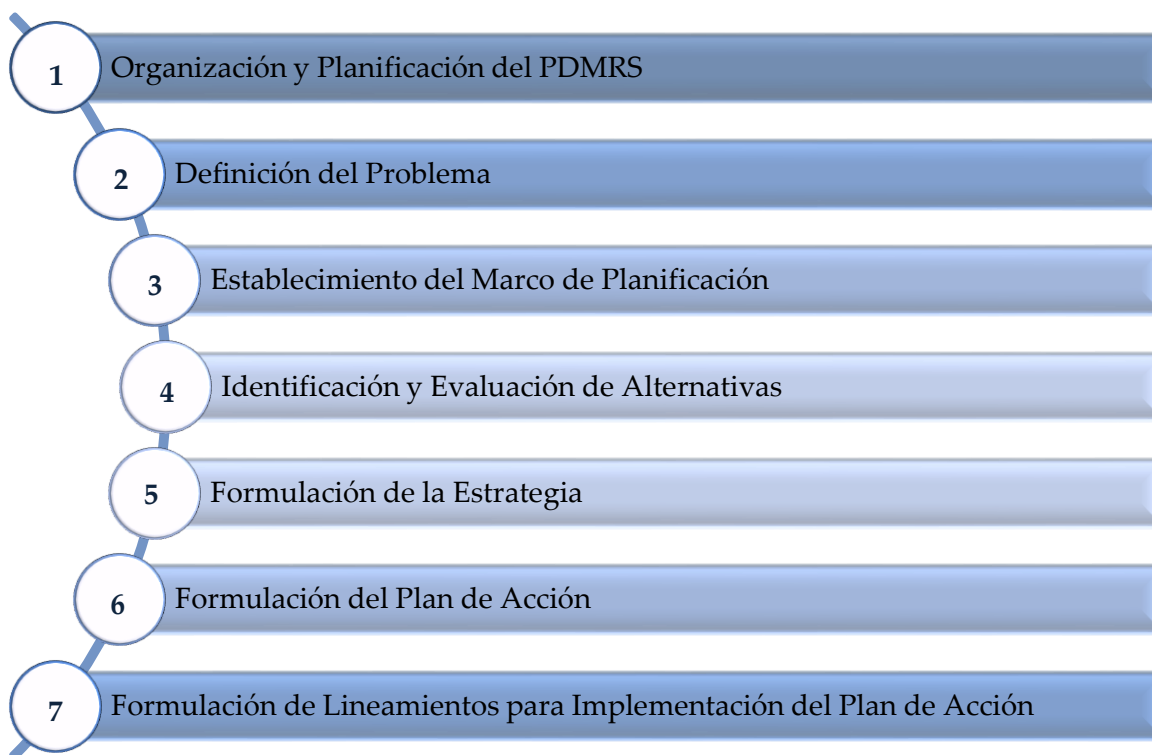 1 Organización y Planificación del PDMRS
2 Definición del Problema
3 Establecimiento del Marco de Planificación
4 Identificación y Evaluación de Alternativas
5 Formulación de la Estrategia
6 Formulación del Plan de Acción
7 Formulación de Lineamientos para Implementación del Plan de Acción